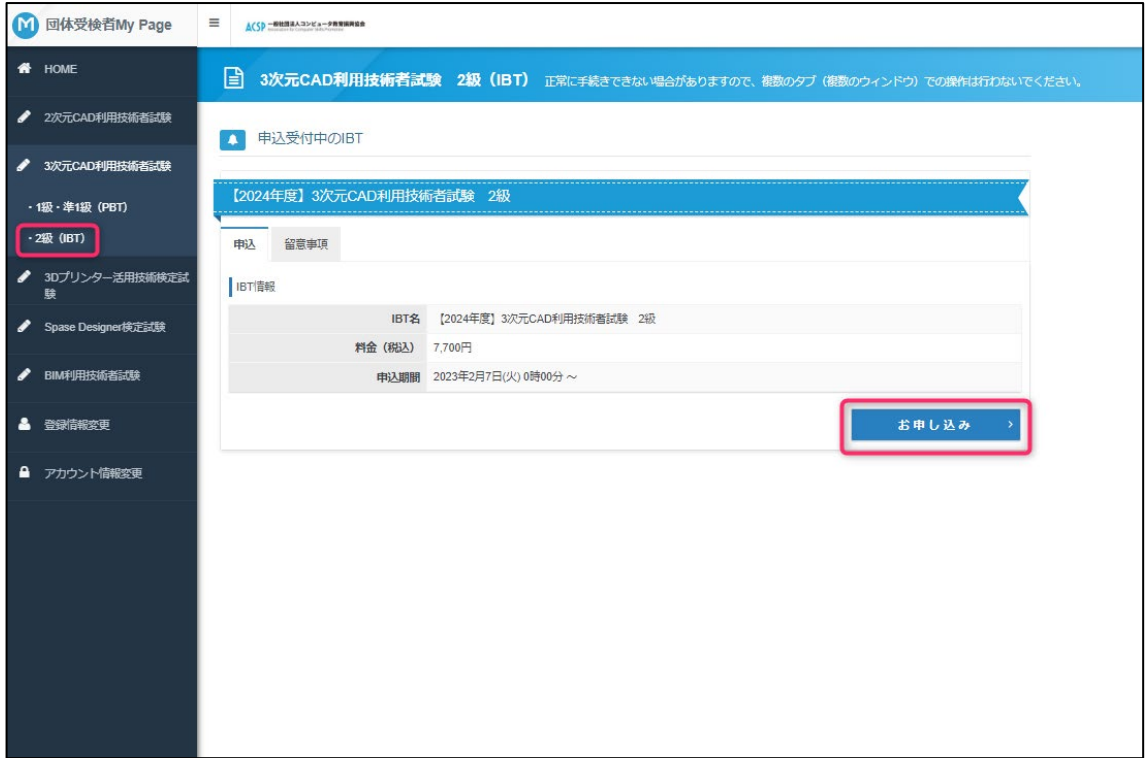 M 団体受検者My Page
ACSP 一般社団法人コンピュータ教育振興協会
HOME
2次元CAD利用技術者試験
3次元CAD利用技術者試験
・1級・準1級（PBT）
・2級（IBT）
3Dプリンター活用技術検定試
験
Spase Designer検定試験
BIM利用技術者試験
登録情報変更
アカウント情報変更
3次元CAD利用技術者試験　2級（IBT） 正常に手続きできない場合がありますので、複数のタブ（複数のウィンドウ）での操作は行わないでください。
申込受付中のIBT
【2024年度】3次元CAD利用技術者試験　2級
申込 留意事項
IBT情報
IBT名 【2024年度】3次元CAD利用技術者試験　2級
料金（税込） 7,700円
申込期間 2023年2月7日(火) 0時00分 ～
お申し込み